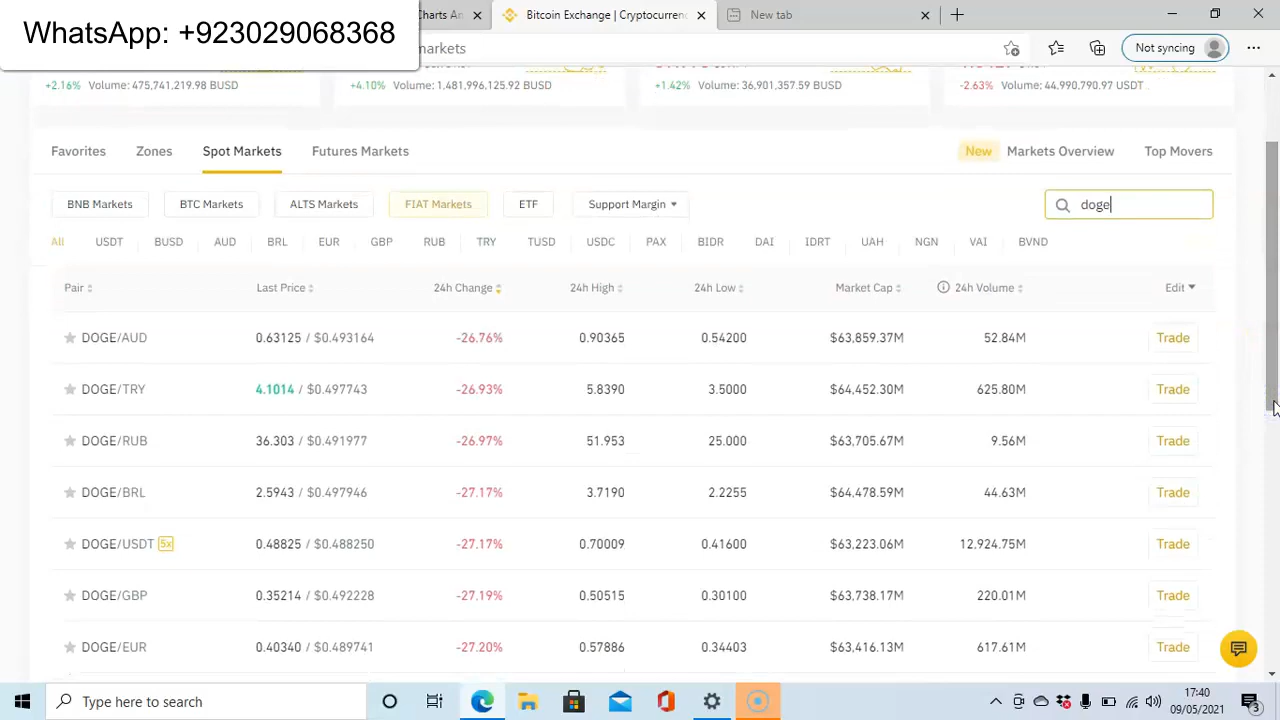 WhatsApp: +923029068368
ts As
Buying Cryptocurrency on
New tab
markets
Not syncing
+2.16% Volume: 475,741,219.98 BUSD
+4.10% Volume: 1,481,996,125.92 BUSD
+1.42% Volume: 36,901,357.59 BUSD
-2.63% Volume: 44,990,790.97 USDT
Favorites Zones Spot Markets Futures Markets New Markets Overview Top Movers
BNB Markets BTC Markets ALTS Markets FIAT Markets ETF Support Margin doge
All USDT BUSD AUD BRL EUR GBP RUB TRY TUSD USDC PAX BIDR DAI IDRT UAH NGN VAI BVND
Pair Last Price 24h Change 24h High 24h Low Market Cap 24h Volume Edit
DOGE/AUD 0.63125 / $0.493164 -26.76% 0.90365 0.54200 $63,859.37M 52.84M Trade
DOGE/TRY 4.1014 / $0.497743 -26.93% 5.8390 3.5000 $64,452.30M 625.80M Trade
DOGE/RUB 36.303 / $0.491977 -26.97% 51.953 25.000 $63,705.67M 9.56M Trade
DOGE/BRL 2.5943 / $0.497946 -27.17% 3.7190 2.2255 $64,478.59M 44.63M Trade
DOGE/USDT 5x 0.48825 / $0.488250 -27.17% 0.70009 0.41600 $63,223.06M 12,924.75M Trade
DOGE/GBP 0.35214 / $0.492228 -27.19% 0.50515 0.30100 $63,738.17M 220.01M Trade
DOGE/EUR 0.40340 / $0.489741 -27.20% 0.57886 0.34403 $63,416.13M 617.61M Trade
Type here to search
17:40
09/05/2021
3